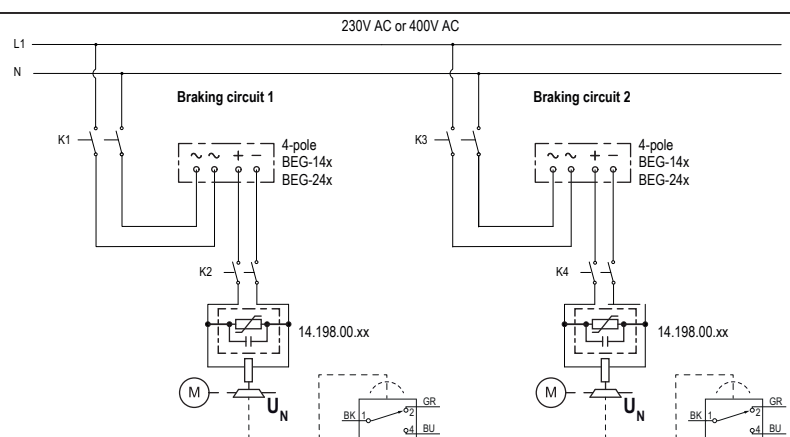 230V AC or 400V AC
L1
N
Braking circuit 1
Braking circuit 2
K1
4-pole
BEG-14x
BEG-24x
∼ ∼ + −
K3
4-pole
BEG-14x
BEG-24x
∼ ∼ + −
K2
K4
14.198.00.xx
14.198.00.xx
M
UN
BK 1 2 GR
4 BU
M
UN
BK 1 2 GR
4 BU